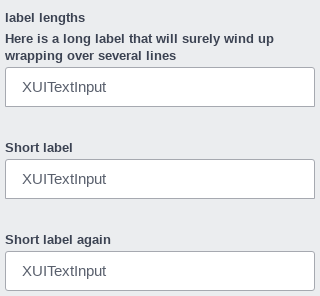 label lengths
Here is a long label that will surely wind up
wrapping over several lines
XUITextInput
Short label
XUITextInput
Short label again
XUITextInput